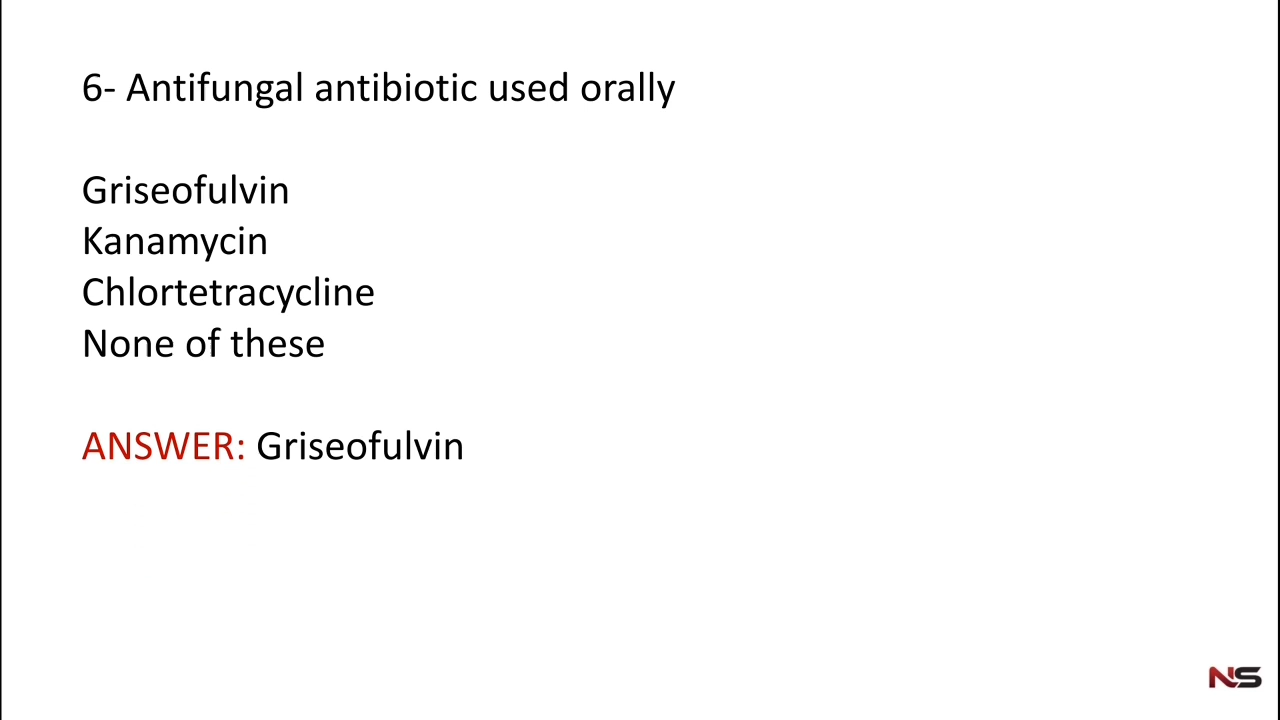 6- Antifungal antibiotic used orally
Griseofulvin
Kanamycin
Chlortetracycline
None of these
ANSWER: Griseofulvin
NS